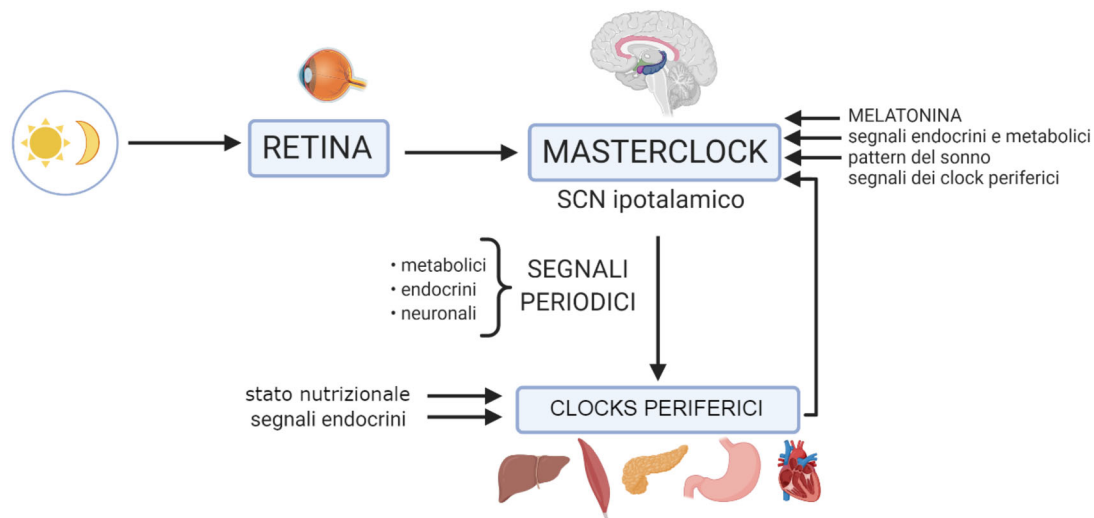 RETINA
MASTERCLOCK
SCN ipotalamico
MELATONINA
segnali endocrini e metabolici
pattern del sonno
segnali dei clock periferici
• metabolici
• endocrini
• neuronali
SEGNALI
PERIODICI
stato nutrizionale
segnali endocrini
CLOCKS PERIFERICI